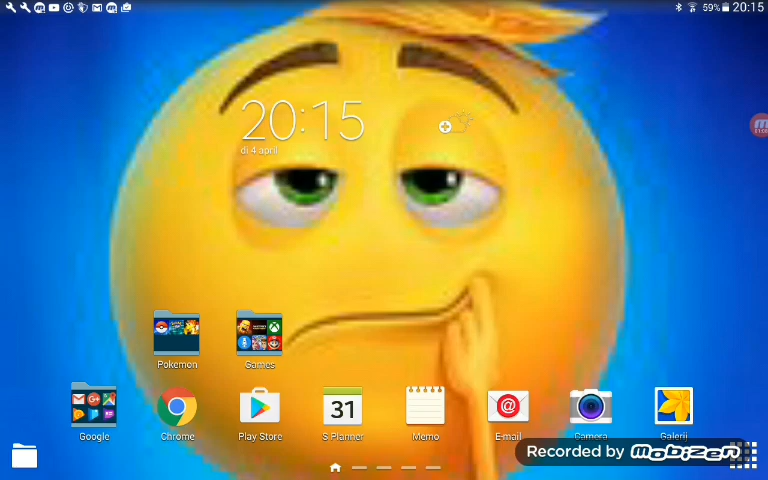 59% 20:15
20:15
di 4 april
Pokemon Games
31
Google Chrome Play Store S Planner Memo E-mail Camera Galerij
Recorded by Mobizen